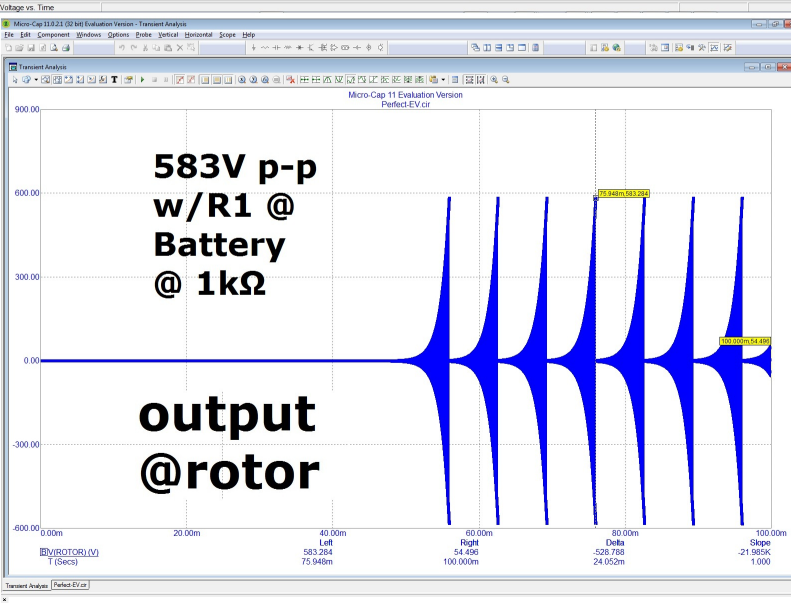 Voltage vs. Time
Micro-Cap 11.0.2.1 (32 bit) Evaluation Version - Transient Analysis
File Edit Component Windows Options Probe Vertical Horizontal Scope Help
Transient Analysis
Micro-Cap 11 Evaluation Version
Perfect-EV.cir
900.00
583V p-p
w/R1 @
Battery
@ 1kΩ
600.00
75.948m,583.284
300.00
100.000m,54.496
0.00
output
@rotor
-300.00
-600.00
0.00m 20.00m 40.00m 60.00m 80.00m 100.00m
Left Right Delta Slope
V(ROTOR) (V) 583.284 54.496 -528.788 -21.985K
T (Secs) 75.948m 100.000m 24.052m 1.000
Transient Analysis Perfect-EV.cir